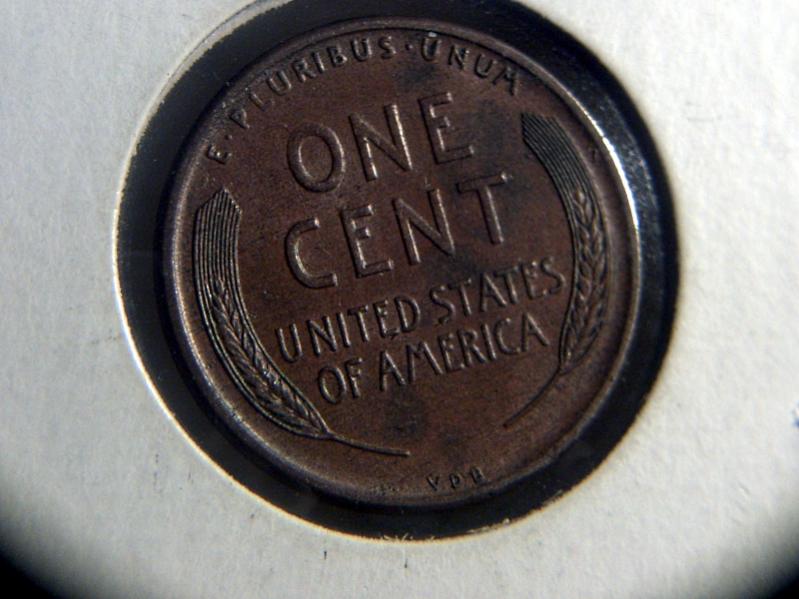 E·PLURIBUS·UNUM
ONE
CENT
UNITED STATES
OF AMERICA
VDB